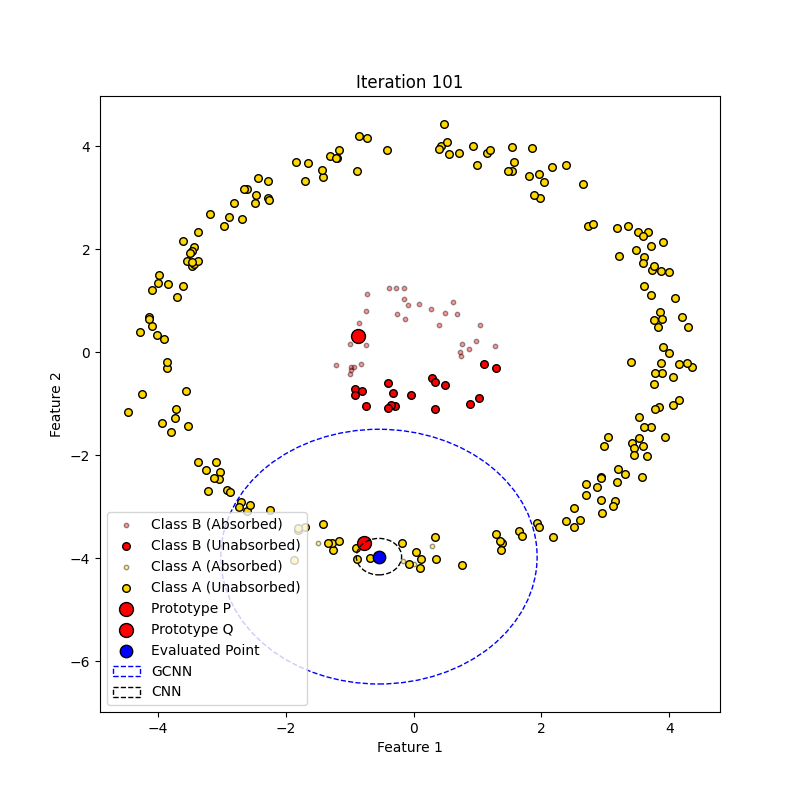 Iteration 101
4
2
0
−2
−4
−6
Feature 2
Class B (Absorbed)
Class B (Unabsorbed)
Class A (Absorbed)
Class A (Unabsorbed)
Prototype P
Prototype Q
Evaluated Point
GCNN
CNN
−4
−2
0
2
4
Feature 1